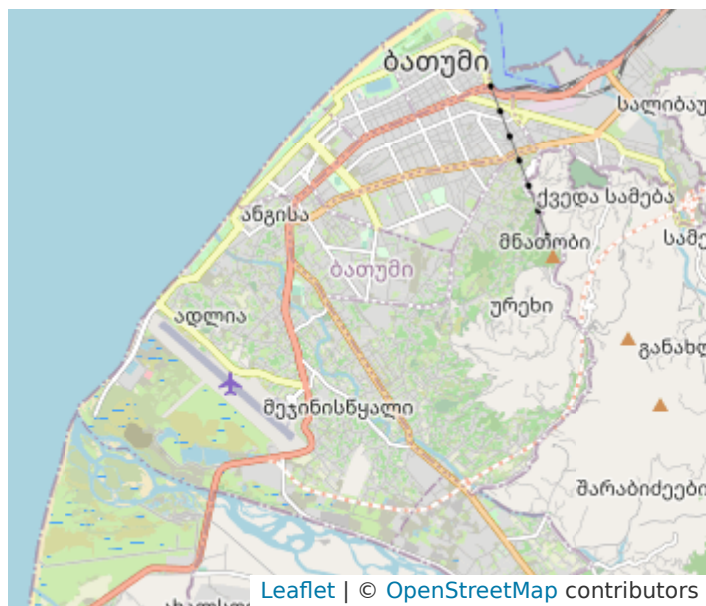 ბათუმი
სალიბაუ
ქვედა სამება
ანგისა
სამე
მნათობი
ბათუმი
ურეხი
ადლია
განახლ
მეჯინისწყალი
შარაბიძეები
Leaflet | © OpenStreetMap contributors